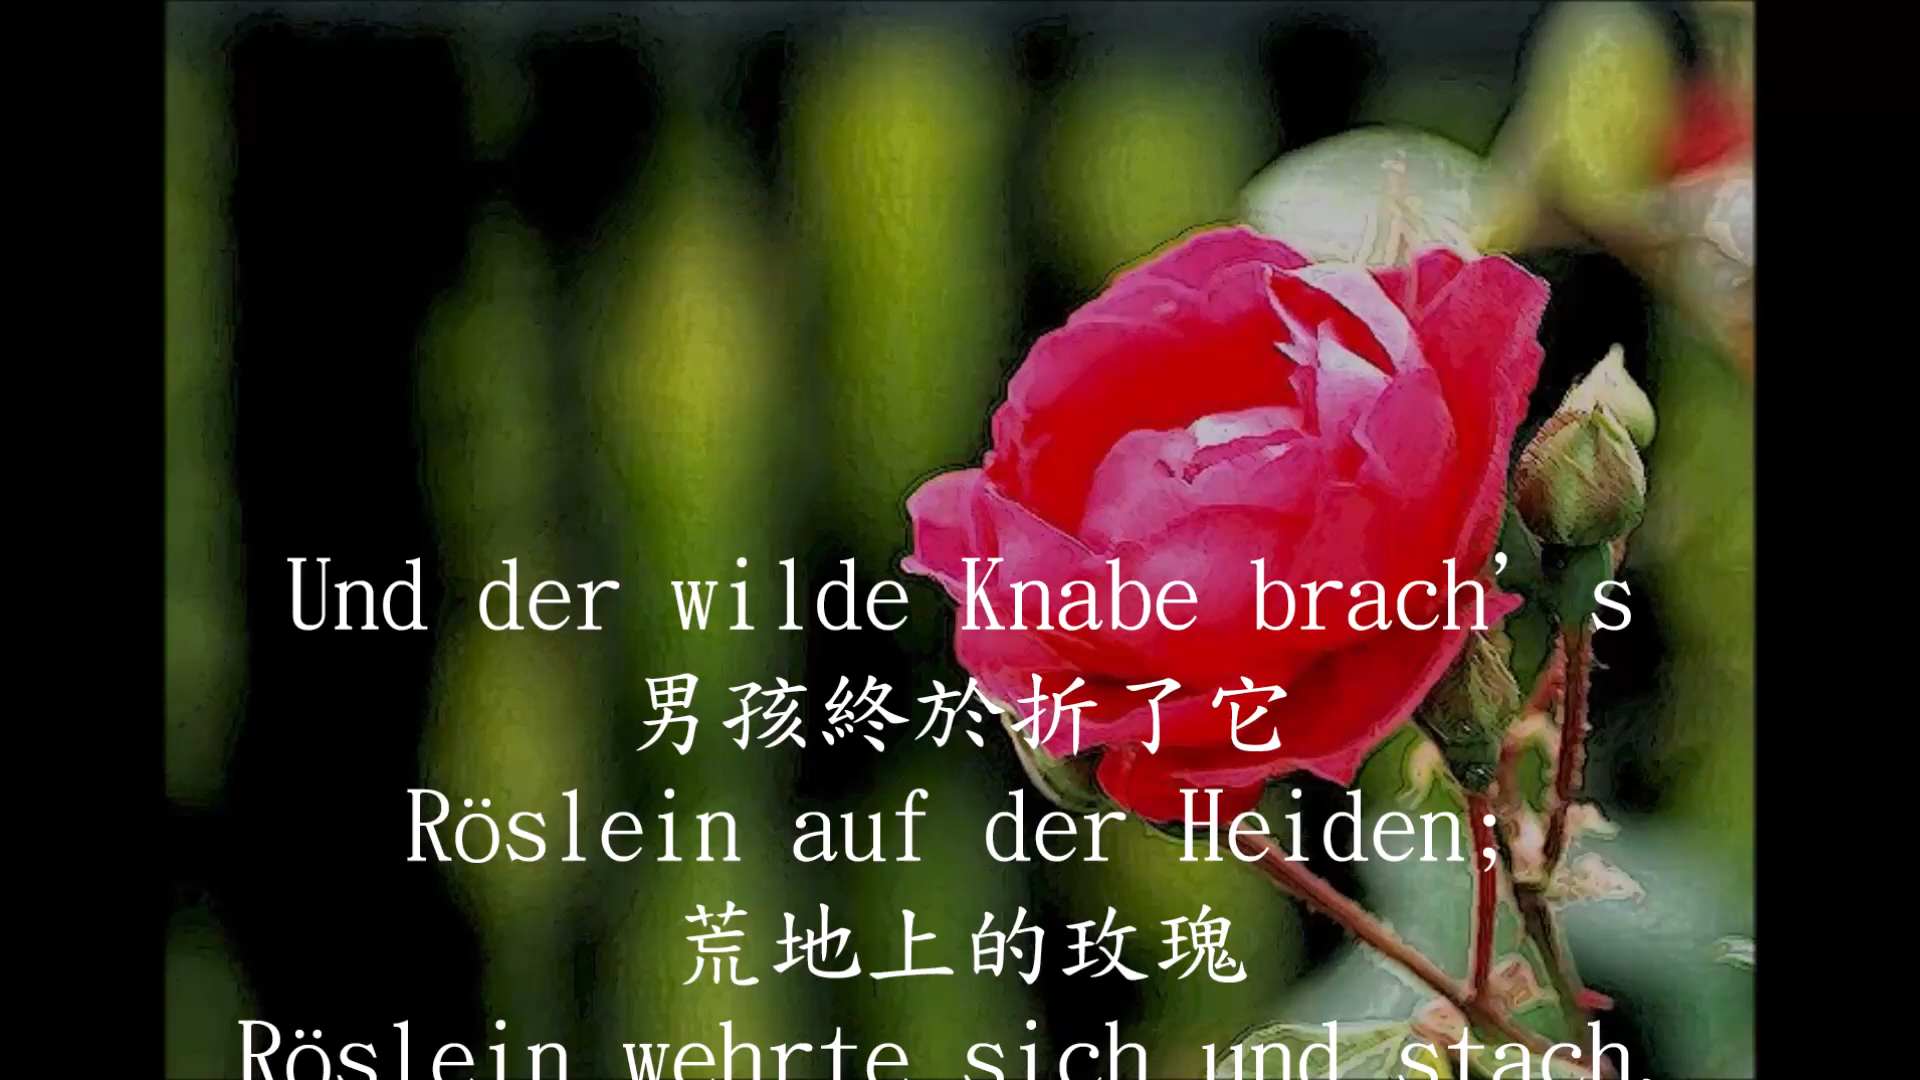 Und der wilde Knabe brach's
男孩終於折了它
Röslein auf der Heiden;
荒地上的玫瑰
Röslein wehrte sich und stach,